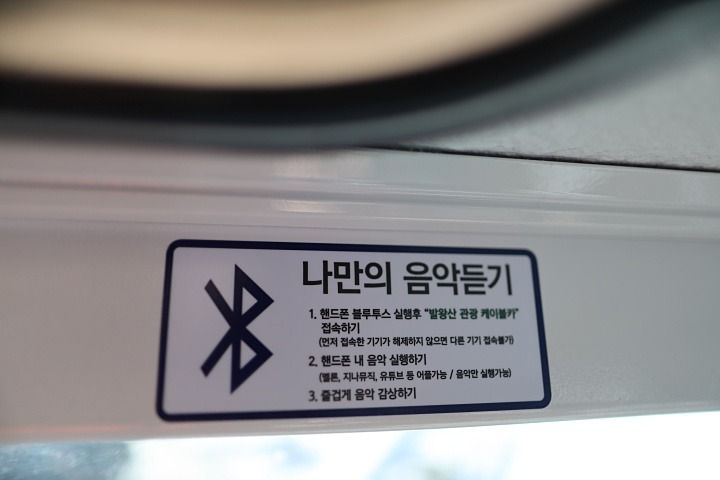 나만의 음악듣기
1. 핸드폰 블루투스 실행후 "발왕산 관광 케이블카"
접속하기
(먼저 접속한 기기가 해제하지 않으면 다른 기기 접속불가)
2. 핸드폰 내 음악 실행하기
(멜론, 지니뮤직, 유튜브 등 어플가능 / 음악만 실행가능)
3. 즐겁게 음악 감상하기